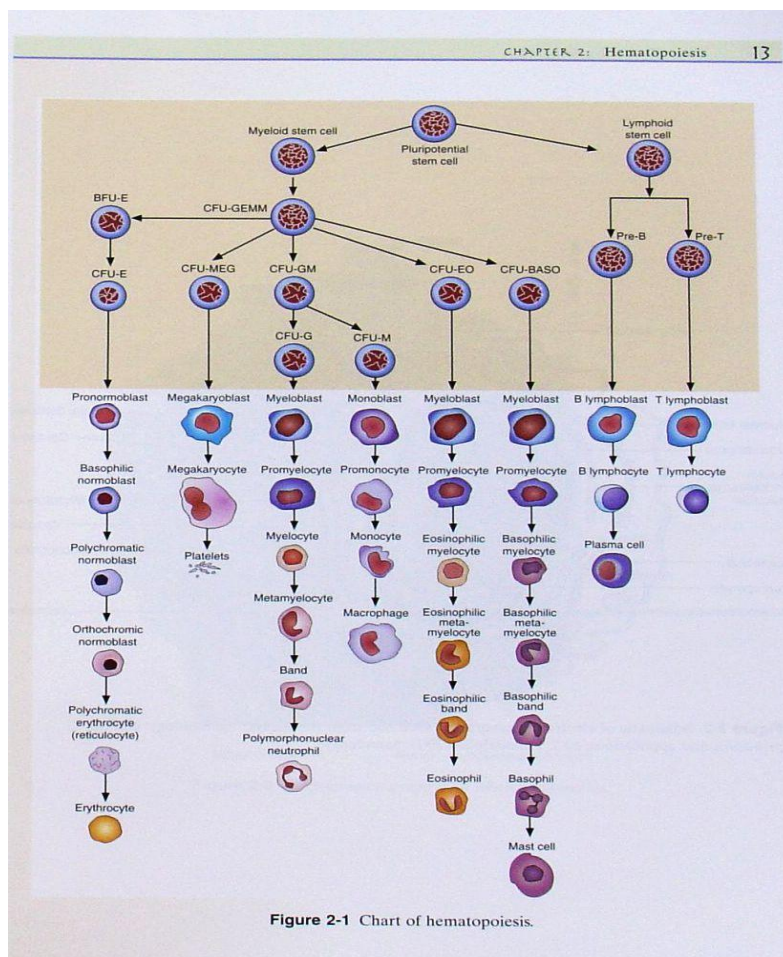 CHAPTER 2: Hematopoiesis 13
Myeloid stem cell
Pluripotential
stem cell
Lymphoid
stem cell
BFU-E
CFU-GEMM
Pre-B
Pre-T
CFU-E
CFU-MEG
CFU-GM
CFU-EO
CFU-BASO
CFU-G
CFU-M
Pronormoblast
Megakaryoblast
Myeloblast
Monoblast
Myeloblast
Myeloblast
B lymphoblast
T lymphoblast
Basophilic
normoblast
Megakaryocyte
Promyelocyte
Promonocyte
Promyelocyte
Promyelocyte
B lymphocyte
T lymphocyte
Polychromatic
normoblast
Platelets
Myelocyte
Monocyte
Eosinophilic
myelocyte
Basophilic
myelocyte
Plasma cell
Orthochromic
normoblast
Metamyelocyte
Macrophage
Eosinophilic
meta-
myelocyte
Basophilic
meta-
myelocyte
Polychromatic
erythrocyte
(reticulocyte)
Band
Eosinophilic
band
Basophilic
band
Polymorphonuclear
neutrophil
Eosinophil
Basophil
Erythrocyte
Mast cell
Figure 2-1 Chart of hematopoiesis.